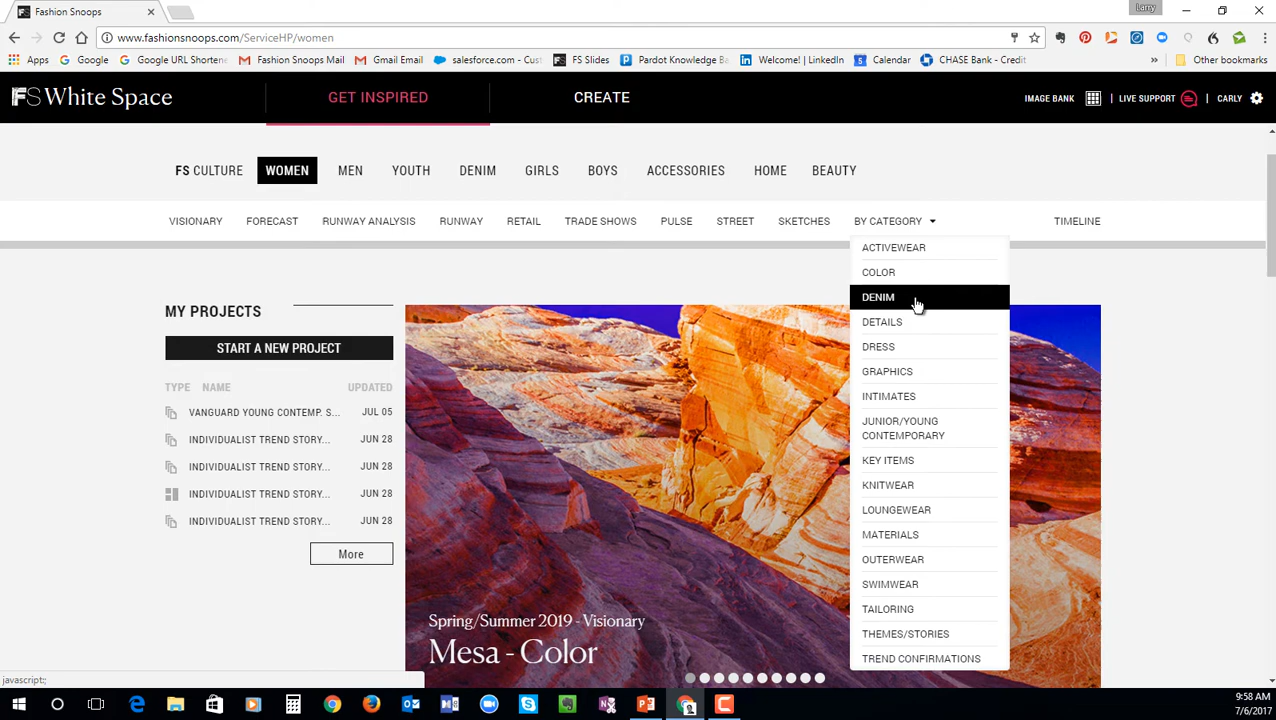 Fashion Snoops
Larry
www.fashionsnoops.com/ServiceHP/women
Apps Google Google URL Shortene Fashion Snoops Mail Gmail Email salesforce.com - Cust FS Slides Pardot Knowledge Ba Welcome! | LinkedIn Calendar CHASE Bank - Credit » Other bookmarks
FS White Space GET INSPIRED CREATE IMAGE BANK LIVE SUPPORT CARLY
FS CULTURE WOMEN MEN YOUTH DENIM GIRLS BOYS ACCESSORIES HOME BEAUTY
VISIONARY FORECAST RUNWAY ANALYSIS RUNWAY RETAIL TRADE SHOWS PULSE STREET SKETCHES BY CATEGORY TIMELINE
ACTIVEWEAR
COLOR
DENIM
DETAILS
DRESS
GRAPHICS
INTIMATES
JUNIOR/YOUNG
CONTEMPORARY
KEY ITEMS
KNITWEAR
LOUNGEWEAR
MATERIALS
OUTERWEAR
SWIMWEAR
TAILORING
THEMES/STORIES
TREND CONFIRMATIONS
MY PROJECTS
START A NEW PROJECT
TYPE NAME UPDATED
VANGUARD YOUNG CONTEMP. S... JUL 05
INDIVIDUALIST TREND STORY... JUN 28
INDIVIDUALIST TREND STORY... JUN 28
INDIVIDUALIST TREND STORY... JUN 28
INDIVIDUALIST TREND STORY... JUN 28
More
Spring/Summer 2019 - Visionary
Mesa - Color
javascript:;
9:58 AM
7/6/2017